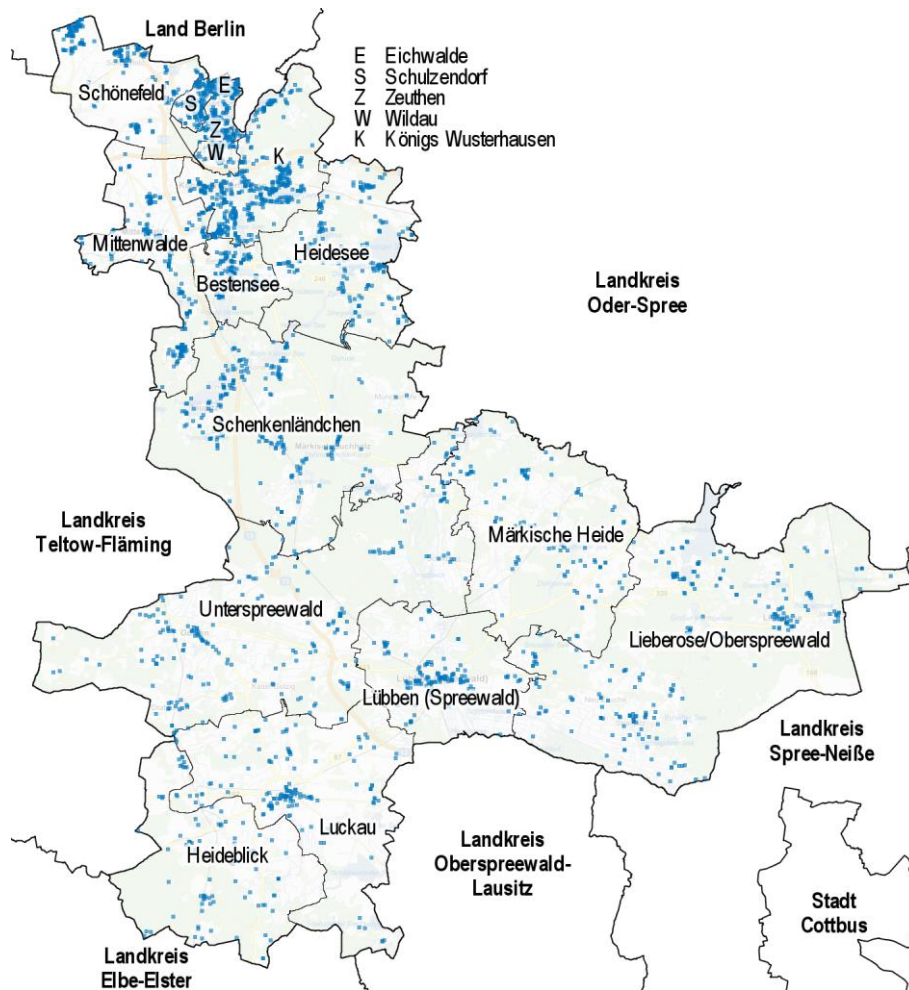 Land Berlin
E Eichwalde
S Schulzendorf
Z Zeuthen
W Wildau
K Königs Wusterhausen
Schönefeld
E
S
Z
W
K
Mittenwalde
Heidesee
Bestensee
Landkreis
Oder-Spree
Schenkenländchen
Landkreis
Teltow-Fläming
Märkische Heide
Unterspreewald
Lieberose/Oberspreewald
Lübben (Spreewald)
Landkreis
Spree-Neiße
Luckau
Heideblick
Landkreis
Oberspreewald-
Lausitz
Stadt
Cottbus
Landkreis
Elbe-Elster